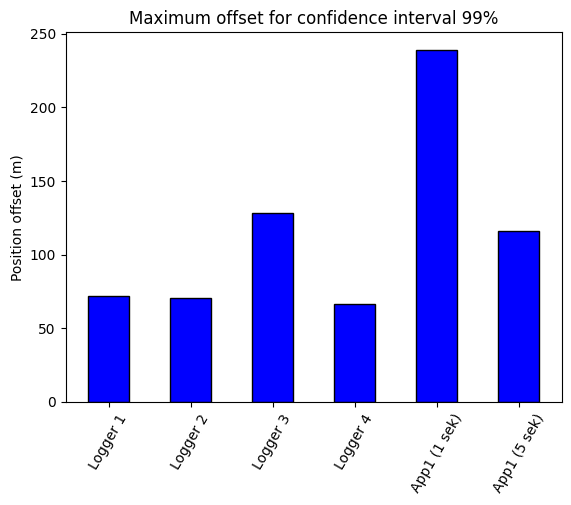 Maximum offset for confidence interval 99%
Position offset (m)
250
200
150
100
50
0
Logger 1
Logger 2
Logger 3
Logger 4
App1 (1 sek)
App1 (5 sek)